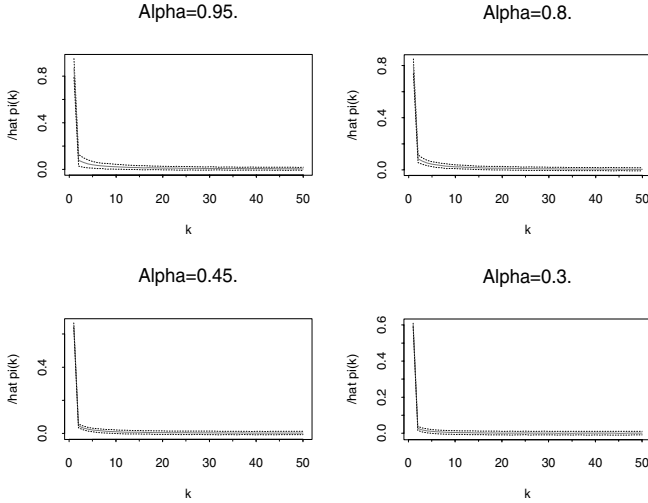 Alpha=0.95.
/hat pi(k)
0.0 0.4 0.8
0 10 20 30 40 50
k
Alpha=0.8.
/hat pi(k)
0.0 0.4 0.8
0 10 20 30 40 50
k
Alpha=0.45.
/hat pi(k)
0.0 0.4
0 10 20 30 40 50
k
Alpha=0.3.
/hat pi(k)
0.0 0.2 0.4 0.6
0 10 20 30 40 50
k